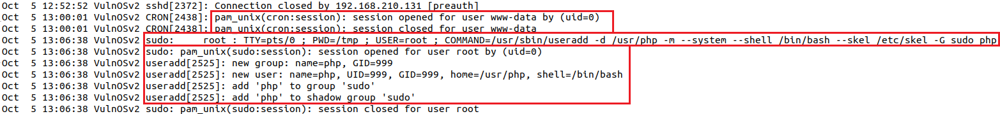 Oct  5 12:52:52 VulnOSv2 sshd[2372]: Connection closed by 192.168.210.131 [preauth]
Oct  5 13:00:01 VulnOSv2 CRON[2438]: pam_unix(cron:session): session opened for user www-data by (uid=0)
Oct  5 13:00:01 VulnOSv2 CRON[2438]: pam_unix(cron:session): session closed for user www-data
Oct  5 13:06:38 VulnOSv2 sudo:     root : TTY=pts/0 ; PWD=/tmp ; USER=root ; COMMAND=/usr/sbin/useradd -d /usr/php -m --system --shell /bin/bash --skel /etc/skel -G sudo php
Oct  5 13:06:38 VulnOSv2 sudo: pam_unix(sudo:session): session opened for user root by (uid=0)
Oct  5 13:06:38 VulnOSv2 useradd[2525]: new group: name=php, GID=999
Oct  5 13:06:38 VulnOSv2 useradd[2525]: new user: name=php, UID=999, GID=999, home=/usr/php, shell=/bin/bash
Oct  5 13:06:38 VulnOSv2 useradd[2525]: add 'php' to group 'sudo'
Oct  5 13:06:38 VulnOSv2 useradd[2525]: add 'php' to shadow group 'sudo'
Oct  5 13:06:38 VulnOSv2 sudo: pam_unix(sudo:session): session closed for user root